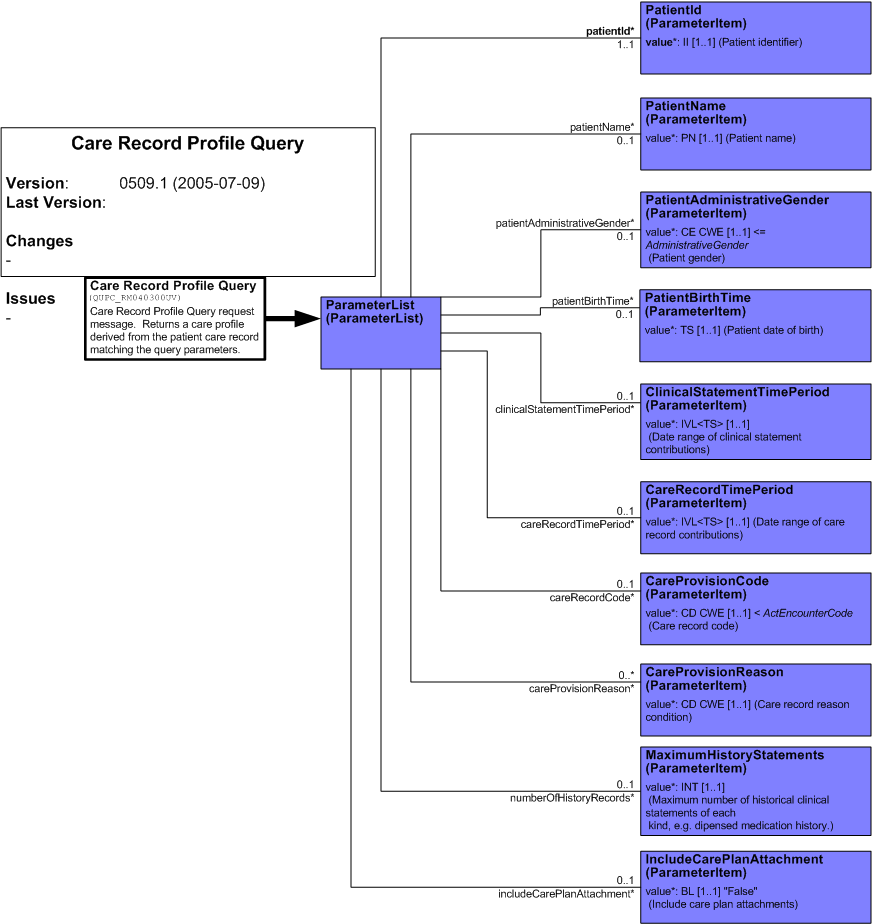 Care Record Profile Query
Version: 0509.1 (2005-07-09)
Last Version:
Changes
-
Issues
-
Care Record Profile Query
(QUPC_RM040300UV)
Care Record Profile Query request
message. Returns a care profile
derived from the patient care record
matching the query parameters.
ParameterList
(ParameterList)
patientId*
1..1
PatientId
(ParameterItem)
value*: II [1..1] (Patient identifier)
patientName*
0..1
PatientName
(ParameterItem)
value*: PN [1..1] (Patient name)
patientAdministrativeGender*
0..1
PatientAdministrativeGender
(ParameterItem)
value*: CE CWE [1..1] <=
AdministrativeGender
(Patient gender)
patientBirthTime*
0..1
PatientBirthTime
(ParameterItem)
value*: TS [1..1] (Patient date of birth)
0..1
clinicalStatementTimePeriod*
ClinicalStatementTimePeriod
(ParameterItem)
value*: IVL<TS> [1..1]
(Date range of clinical statement
contributions)
0..1
careRecordTimePeriod*
CareRecordTimePeriod
(ParameterItem)
value*: IVL<TS> [1..1] (Date range of care
record contributions)
0..1
careRecordCode*
CareProvisionCode
(ParameterItem)
value*: CD CWE [1..1] < ActEncounterCode
(Care record code)
0..*
careProvisionReason*
CareProvisionReason
(ParameterItem)
value*: CD CWE [1..1] (Care record reason
condition)
0..1
numberOfHistoryRecords*
MaximumHistoryStatements
(ParameterItem)
value*: INT [1..1]
(Maximum number of historical clinical
statements of each
kind, e.g. dipensed medication history.)
0..1
includeCarePlanAttachment*
IncludeCarePlanAttachment
(ParameterItem)
value*: BL [1..1] "False"
(Include care plan attachments)